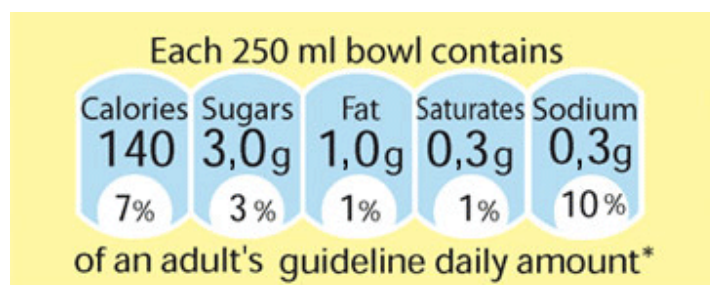 Each 250 ml bowl contains
Calories Sugars Fat Saturates Sodium
140 3,0g 1,0g 0,3g 0,3g
7% 3% 1% 1% 10%
of an adult's guideline daily amount*